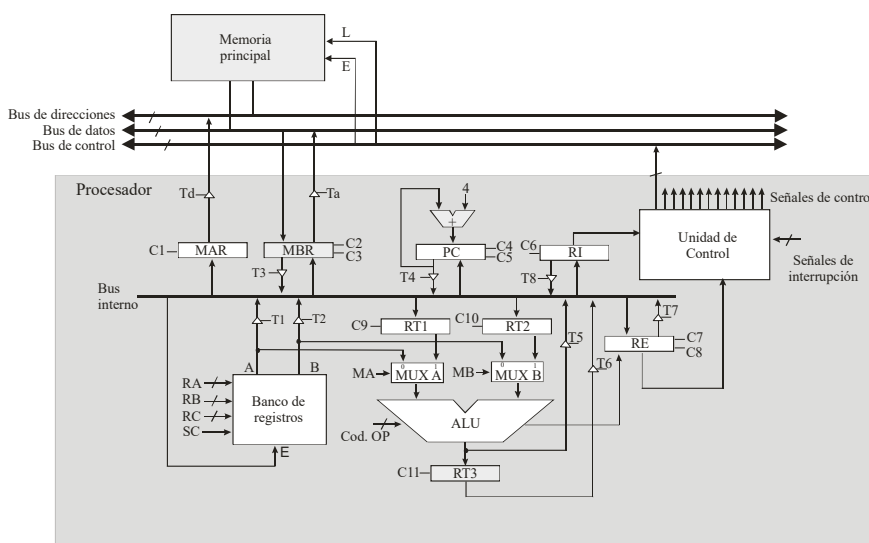 Memoria
principal
L
E
Bus de direcciones
Bus de datos
Bus de control
Procesador
Td
Ta
4
+
Señales de control
C1
MAR
MBR
C2
C3
PC
C4
C5
C6
RI
Unidad de
Control
Señales de
interrupción
T3
T4
T8
Bus
interno
T1
T2
C9
RT1
C10
RT2
T5
T6
T7
RE
C7
C8
A
B
MA
0
1
MUX A
MB
0
1
MUX B
RA
RB
RC
SC
Banco de
registros
E
Cod. OP
ALU
C11
RT3